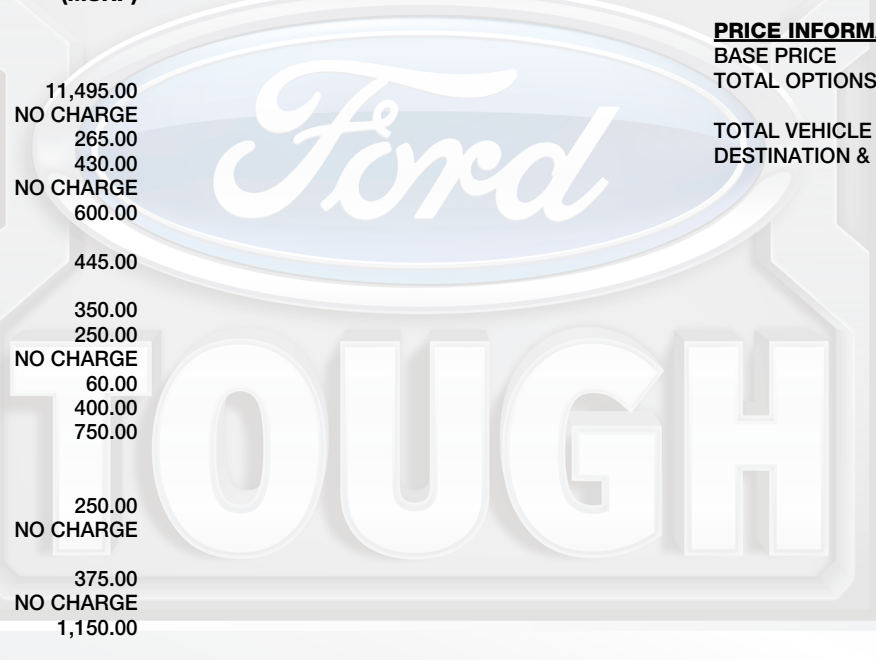 (MSRP)
11,495.00
NO CHARGE
265.00
430.00
NO CHARGE
600.00
445.00
350.00
250.00
NO CHARGE
60.00
400.00
750.00
250.00
NO CHARGE
375.00
NO CHARGE
1,150.00
PRICE INFORMA
BASE PRICE
TOTAL OPTIONS
TOTAL VEHICLE
DESTINATION &
Ford
TOUGH